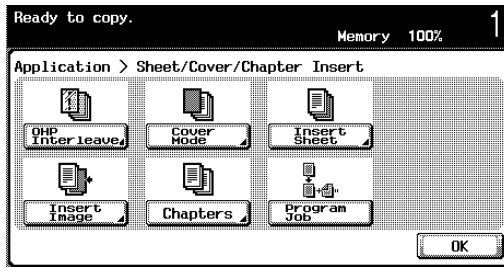 Ready to copy.
1
Memory 100%
Application > Sheet/Cover/Chapter Insert
OHP
Interleave
Cover
Mode
Insert
Sheet
Insert
Image
Chapters
Program
Job
OK